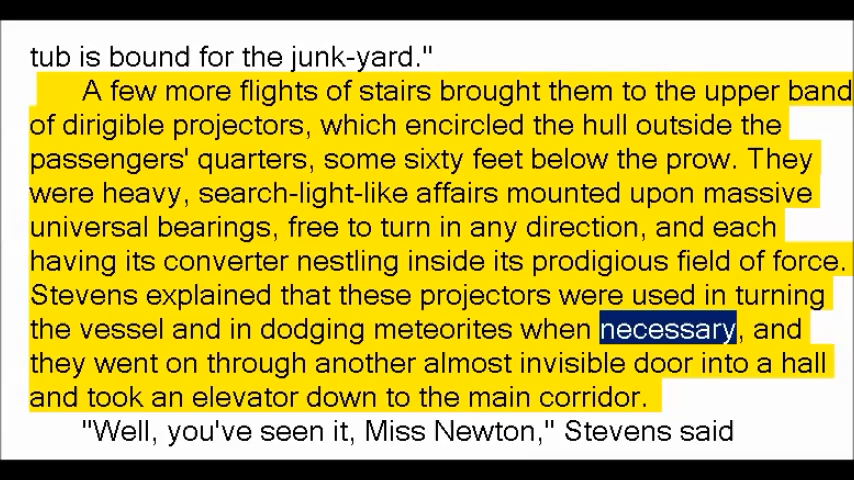 tub is bound for the junk-yard."
A few more flights of stairs brought them to the upper band
of dirigible projectors, which encircled the hull outside the
passengers' quarters, some sixty feet below the prow. They
were heavy, search-light-like affairs mounted upon massive
universal bearings, free to turn in any direction, and each
having its converter nestling inside its prodigious field of force.
Stevens explained that these projectors were used in turning
the vessel and in dodging meteorites when necessary, and
they went on through another almost invisible door into a hall
and took an elevator down to the main corridor.
"Well, you've seen it, Miss Newton," Stevens said